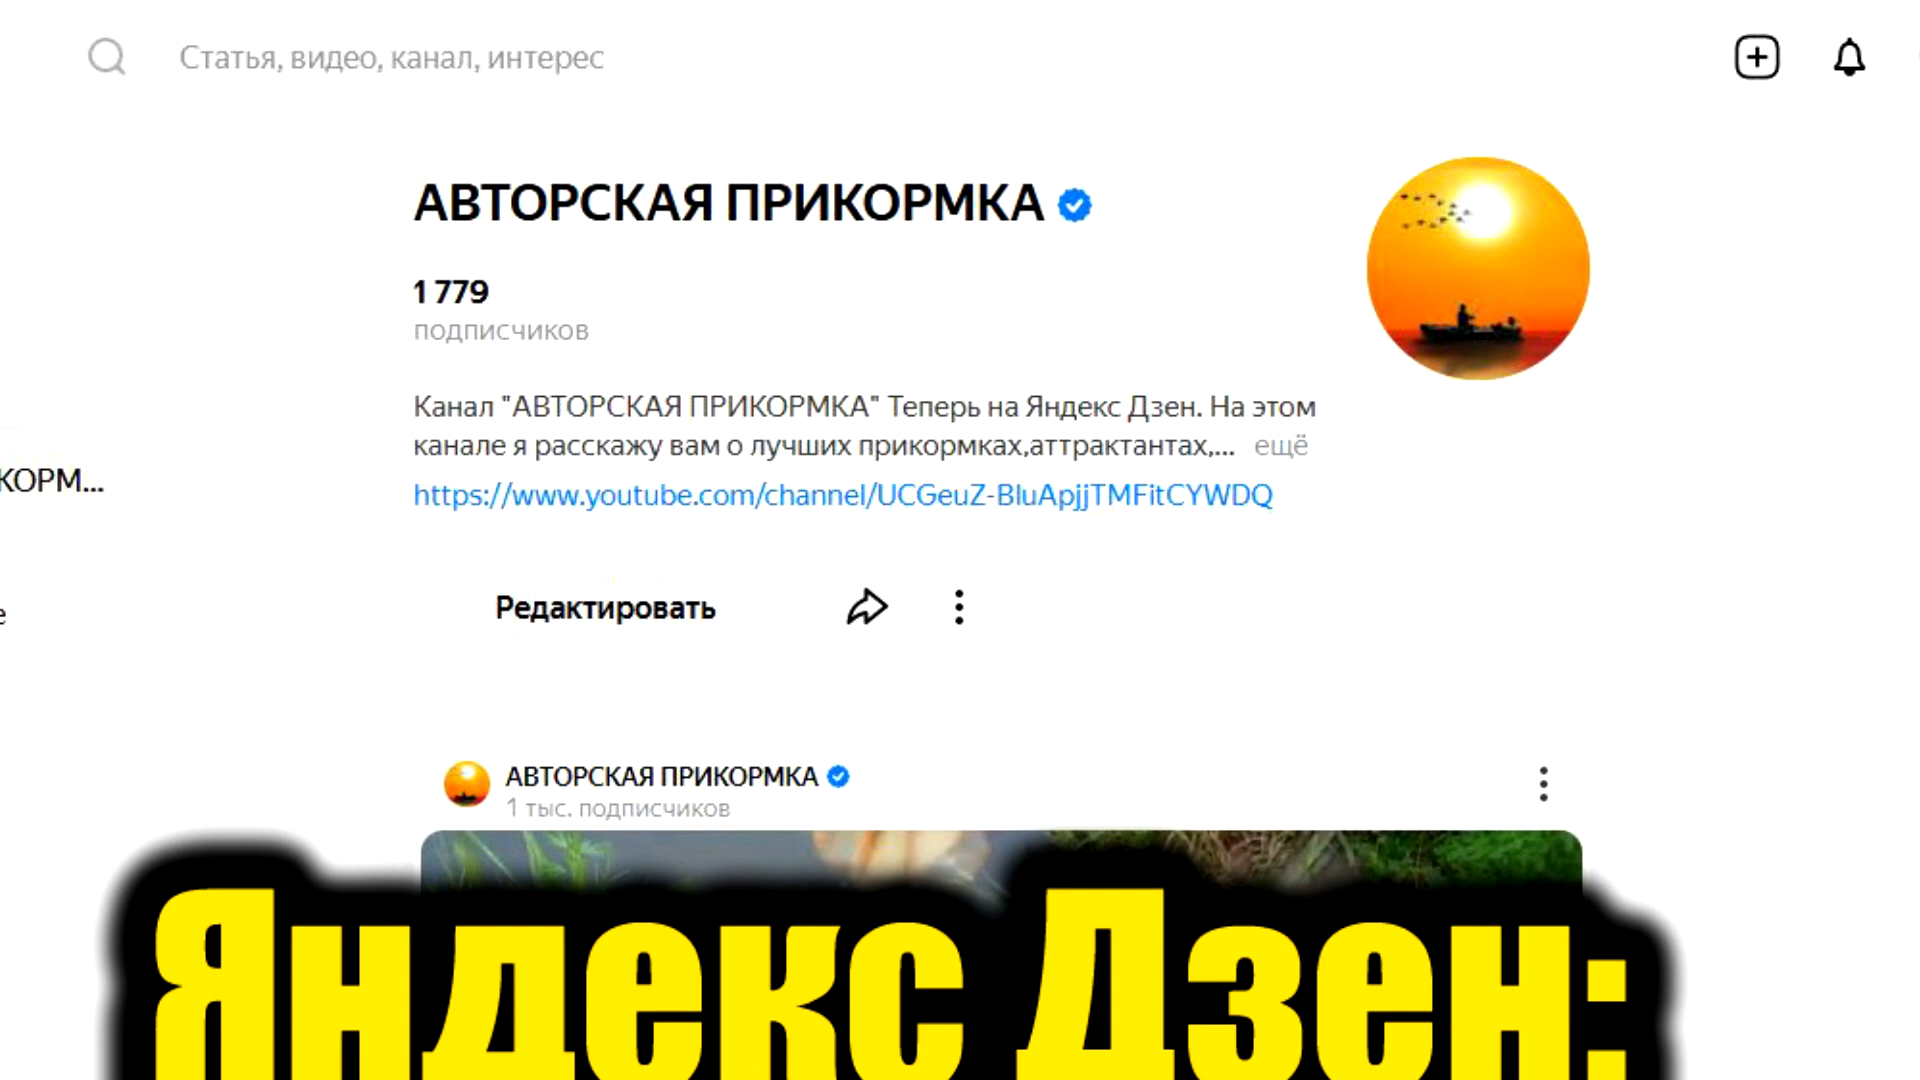 Статья, видео, канал, интерес
АВТОРСКАЯ ПРИКОРМКА
1 779
подписчиков
Канал "АВТОРСКАЯ ПРИКОРМКА" Теперь на Яндекс Дзен. На этом
канале я расскажу вам о лучших прикормках,аттрактантах,... ещё
КОРМ...
https://www.youtube.com/channel/UCGeuZ-BluApjjTMFitCYWDQ
Редактировать
е
АВТОРСКАЯ ПРИКОРМКА
1 тыс. подписчиков
Яндекс Дзен: